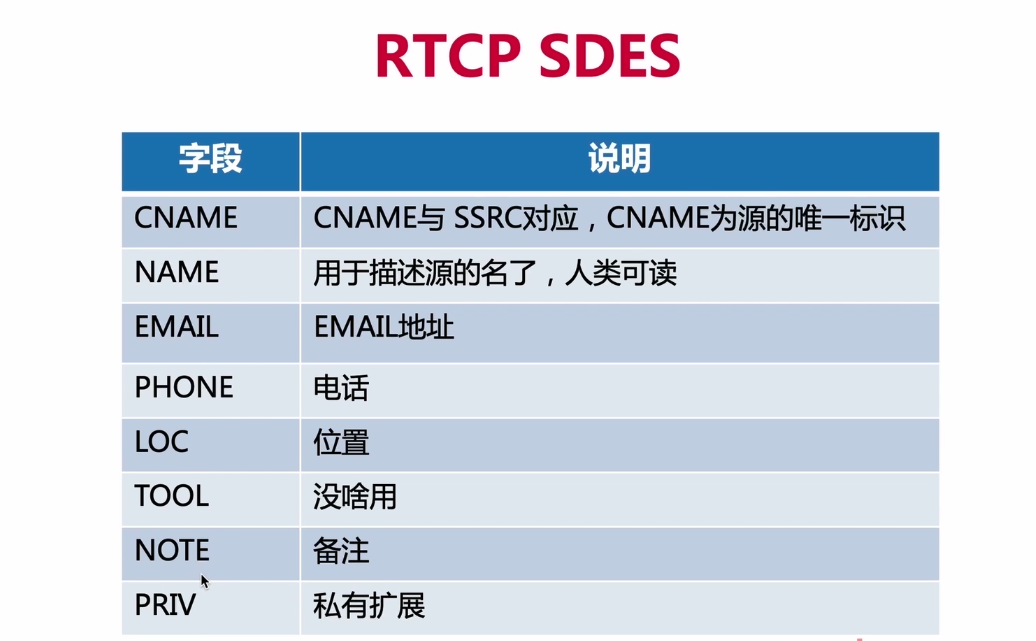 RTCP SDES
字段 说明
CNAME CNAME与 SSRC对应，CNAME为源的唯一标识
NAME 用于描述源的名了，人类可读
EMAIL EMAIL地址
PHONE 电话
LOC 位置
TOOL 没啥用
NOTE 备注
PRIV 私有扩展